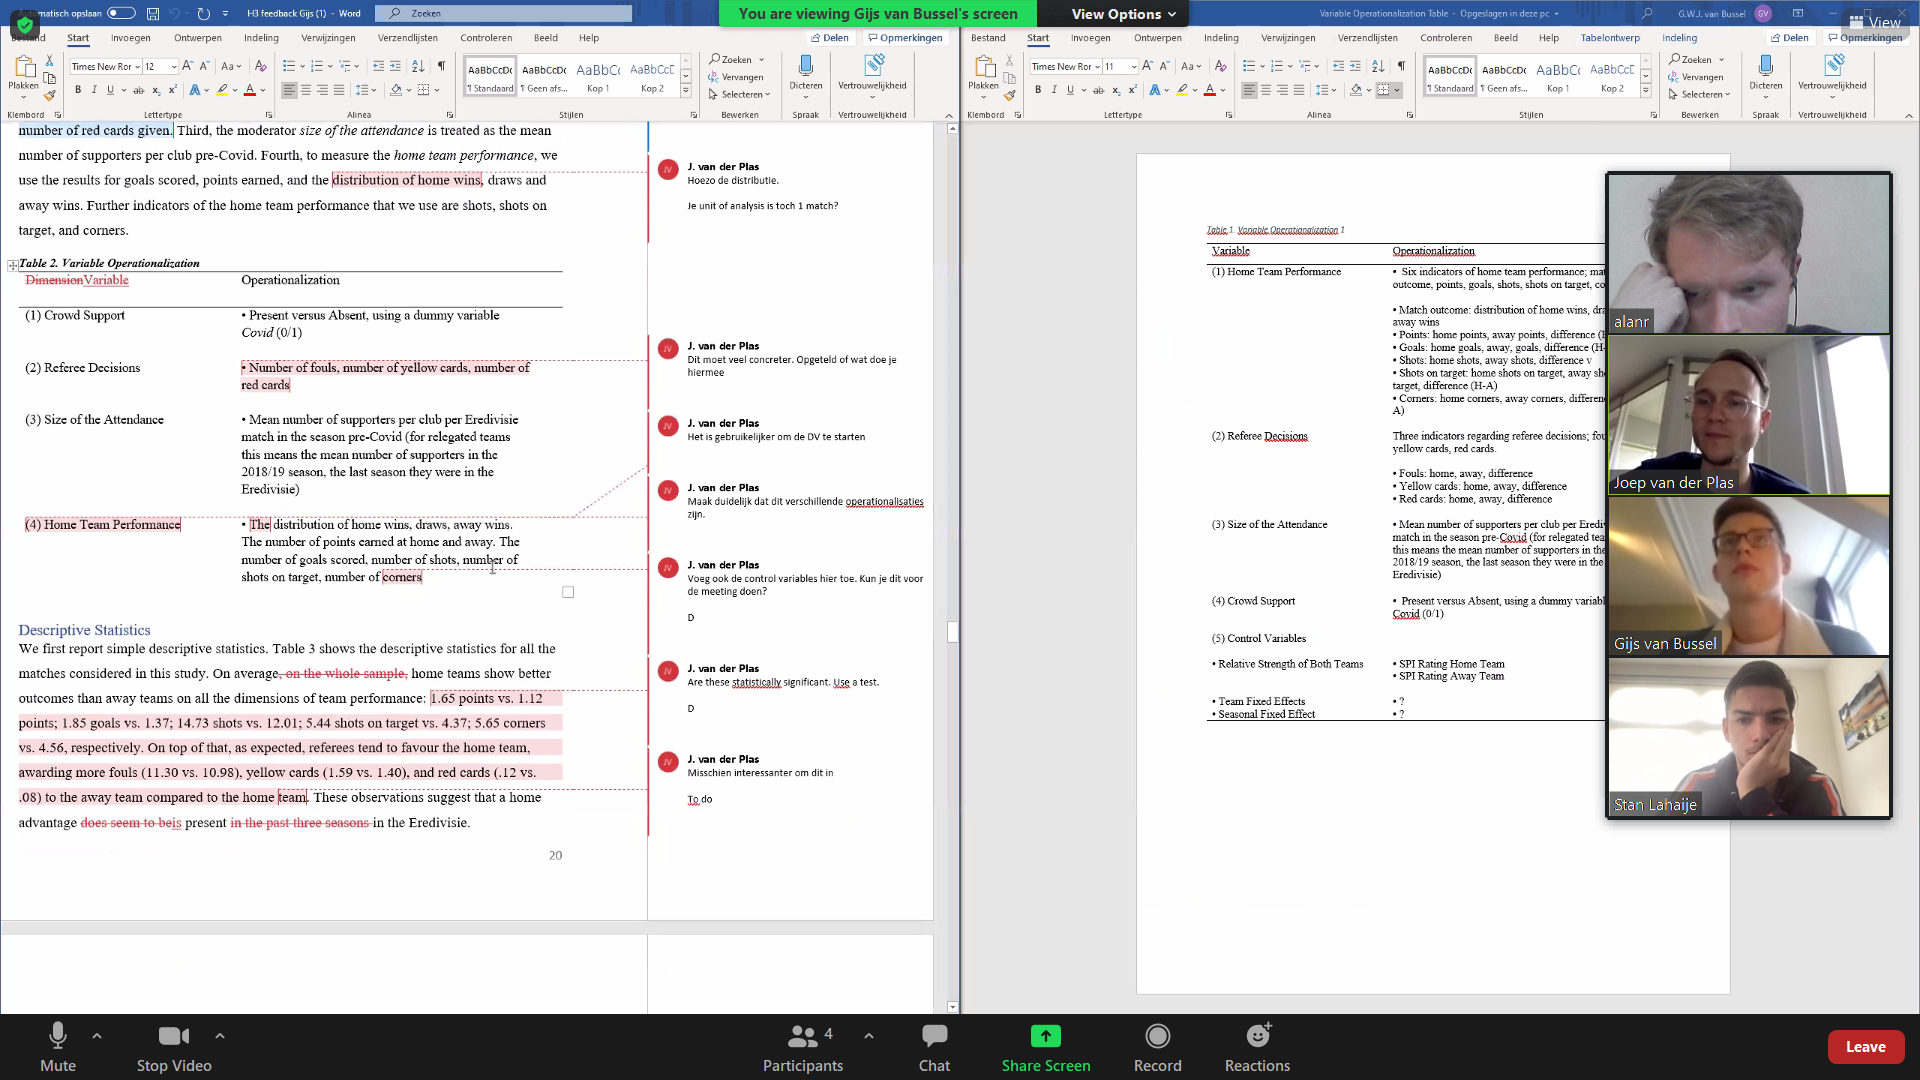 Automatisch opslaan
H3 feedback Gijs (1) - Word
Zoeken
You are viewing Gijs van Bussel's screen
View Options
Variable Operationalization Table - Opgeslagen in deze pc
G.W.J. van Bussel
GV
View
Bestand Start Invoegen Ontwerpen Indeling Verwijzingen Verzendlijsten Controleren Beeld Help Delen Opmerkingen
Bestand Start Invoegen Ontwerpen Indeling Verwijzingen Verzendlijsten Controleren Beeld Help Tabelontwerp Indeling Delen Opmerkingen
Plakken
Times New Ror 12
AaBbCcDc AaBbCcDc AaBbCc AaBbCcE
¶ Standaard ¶ Geen afs... Kop 1 Kop 2
Zoeken
Vervangen
Selecteren
Dicteren
Vertrouwelijkheid
Klembord Lettertype Alinea Stijlen Bewerken Spraak Vertrouwelijkheid
Plakken
Times New Ror 11
AaBbCcDc AaBbCcDc AaBbCc AaBbCcD
¶ Standaard ¶ Geen afs... Kop 1 Kop 2
Zoeken
Vervangen
Selecteren
Dicteren
Vertrouwelijkheid
Klembord Lettertype Alinea Stijlen Bewerken Spraak Vertrouwelijkheid
number of red cards given. Third, the moderator size of the attendance is treated as the mean
number of supporters per club pre-Covid. Fourth, to measure the home team performance, we
use the results for goals scored, points earned, and the distribution of home wins, draws and
away wins. Further indicators of the home team performance that we use are shots, shots on
target, and corners.
Table 2. Variable Operationalization
DimensionVariable Operationalization
(1) Crowd Support • Present versus Absent, using a dummy variable
Covid (0/1)
(2) Referee Decisions • Number of fouls, number of yellow cards, number of
red cards
(3) Size of the Attendance • Mean number of supporters per club per Eredivisie
match in the season pre-Covid (for relegated teams
this means the mean number of supporters in the
2018/19 season, the last season they were in the
Eredivisie)
(4) Home Team Performance • The distribution of home wins, draws, away wins.
The number of points earned at home and away. The
number of goals scored, number of shots, number of
shots on target, number of corners
Descriptive Statistics
We first report simple descriptive statistics. Table 3 shows the descriptive statistics for all the
matches considered in this study. On average, on the whole sample, home teams show better
outcomes than away teams on all the dimensions of team performance: 1.65 points vs. 1.12
points; 1.85 goals vs. 1.37; 14.73 shots vs. 12.01; 5.44 shots on target vs. 4.37; 5.65 corners
vs. 4.56, respectively. On top of that, as expected, referees tend to favour the home team,
awarding more fouls (11.30 vs. 10.98), yellow cards (1.59 vs. 1.40), and red cards (.12 vs.
.08) to the away team compared to the home team. These observations suggest that a home
advantage does seem to beis present in the past three seasons in the Eredivisie.
20
JV J. van der Plas
Hoezo de distributie.
Je unit of analysis is toch 1 match?
JV J. van der Plas
Dit moet veel concreter. Opgeteld of wat doe je
hiermee
JV J. van der Plas
Het is gebruikelijker om de DV te starten
JV J. van der Plas
Maak duidelijk dat dit verschillende operationalisaties
zijn.
JV J. van der Plas
Voeg ook de control variables hier toe. Kun je dit voor
de meeting doen?
D
JV J. van der Plas
Are these statistically significant. Use a test.
D
JV J. van der Plas
Misschien interessanter om dit in
To do
Table 1. Variable Operationalization 1
Variable Operationalization
(1) Home Team Performance • Six indicators of home team performance;
outcome, points, goals, shots, shots on target,
• Match outcome: distribution of home wins,
away wins
• Points: home points, away points, difference
• Goals: home goals, away, goals, difference
• Shots: home shots, away shots, difference v
• Shots on target: home shots on target, away
target, difference (H-A)
• Corners: home corners, away corners,
A)
(2) Referee Decisions Three indicators regarding referee decisions;
yellow cards, red cards.
• Fouls: home, away, difference
• Yellow cards: home, away, difference
• Red cards: home, away, difference
(3) Size of the Attendance • Mean number of supporters per club per
match in the season pre-Covid (for relegated
this means the mean number of supporters in the
2018/19 season, the last season they were in the
Eredivisie)
(4) Crowd Support • Present versus Absent, using a dummy
Covid (0/1)
(5) Control Variables
• Relative Strength of Both Teams • SPI Rating Home Team
• SPI Rating Away Team
• Team Fixed Effects • ?
• Seasonal Fixed Effect • ?
alanr
Joep van der Plas
Gijs van Bussel
Stan Lahaije
Mute Stop Video Participants 4 Chat Share Screen Record Reactions Leave